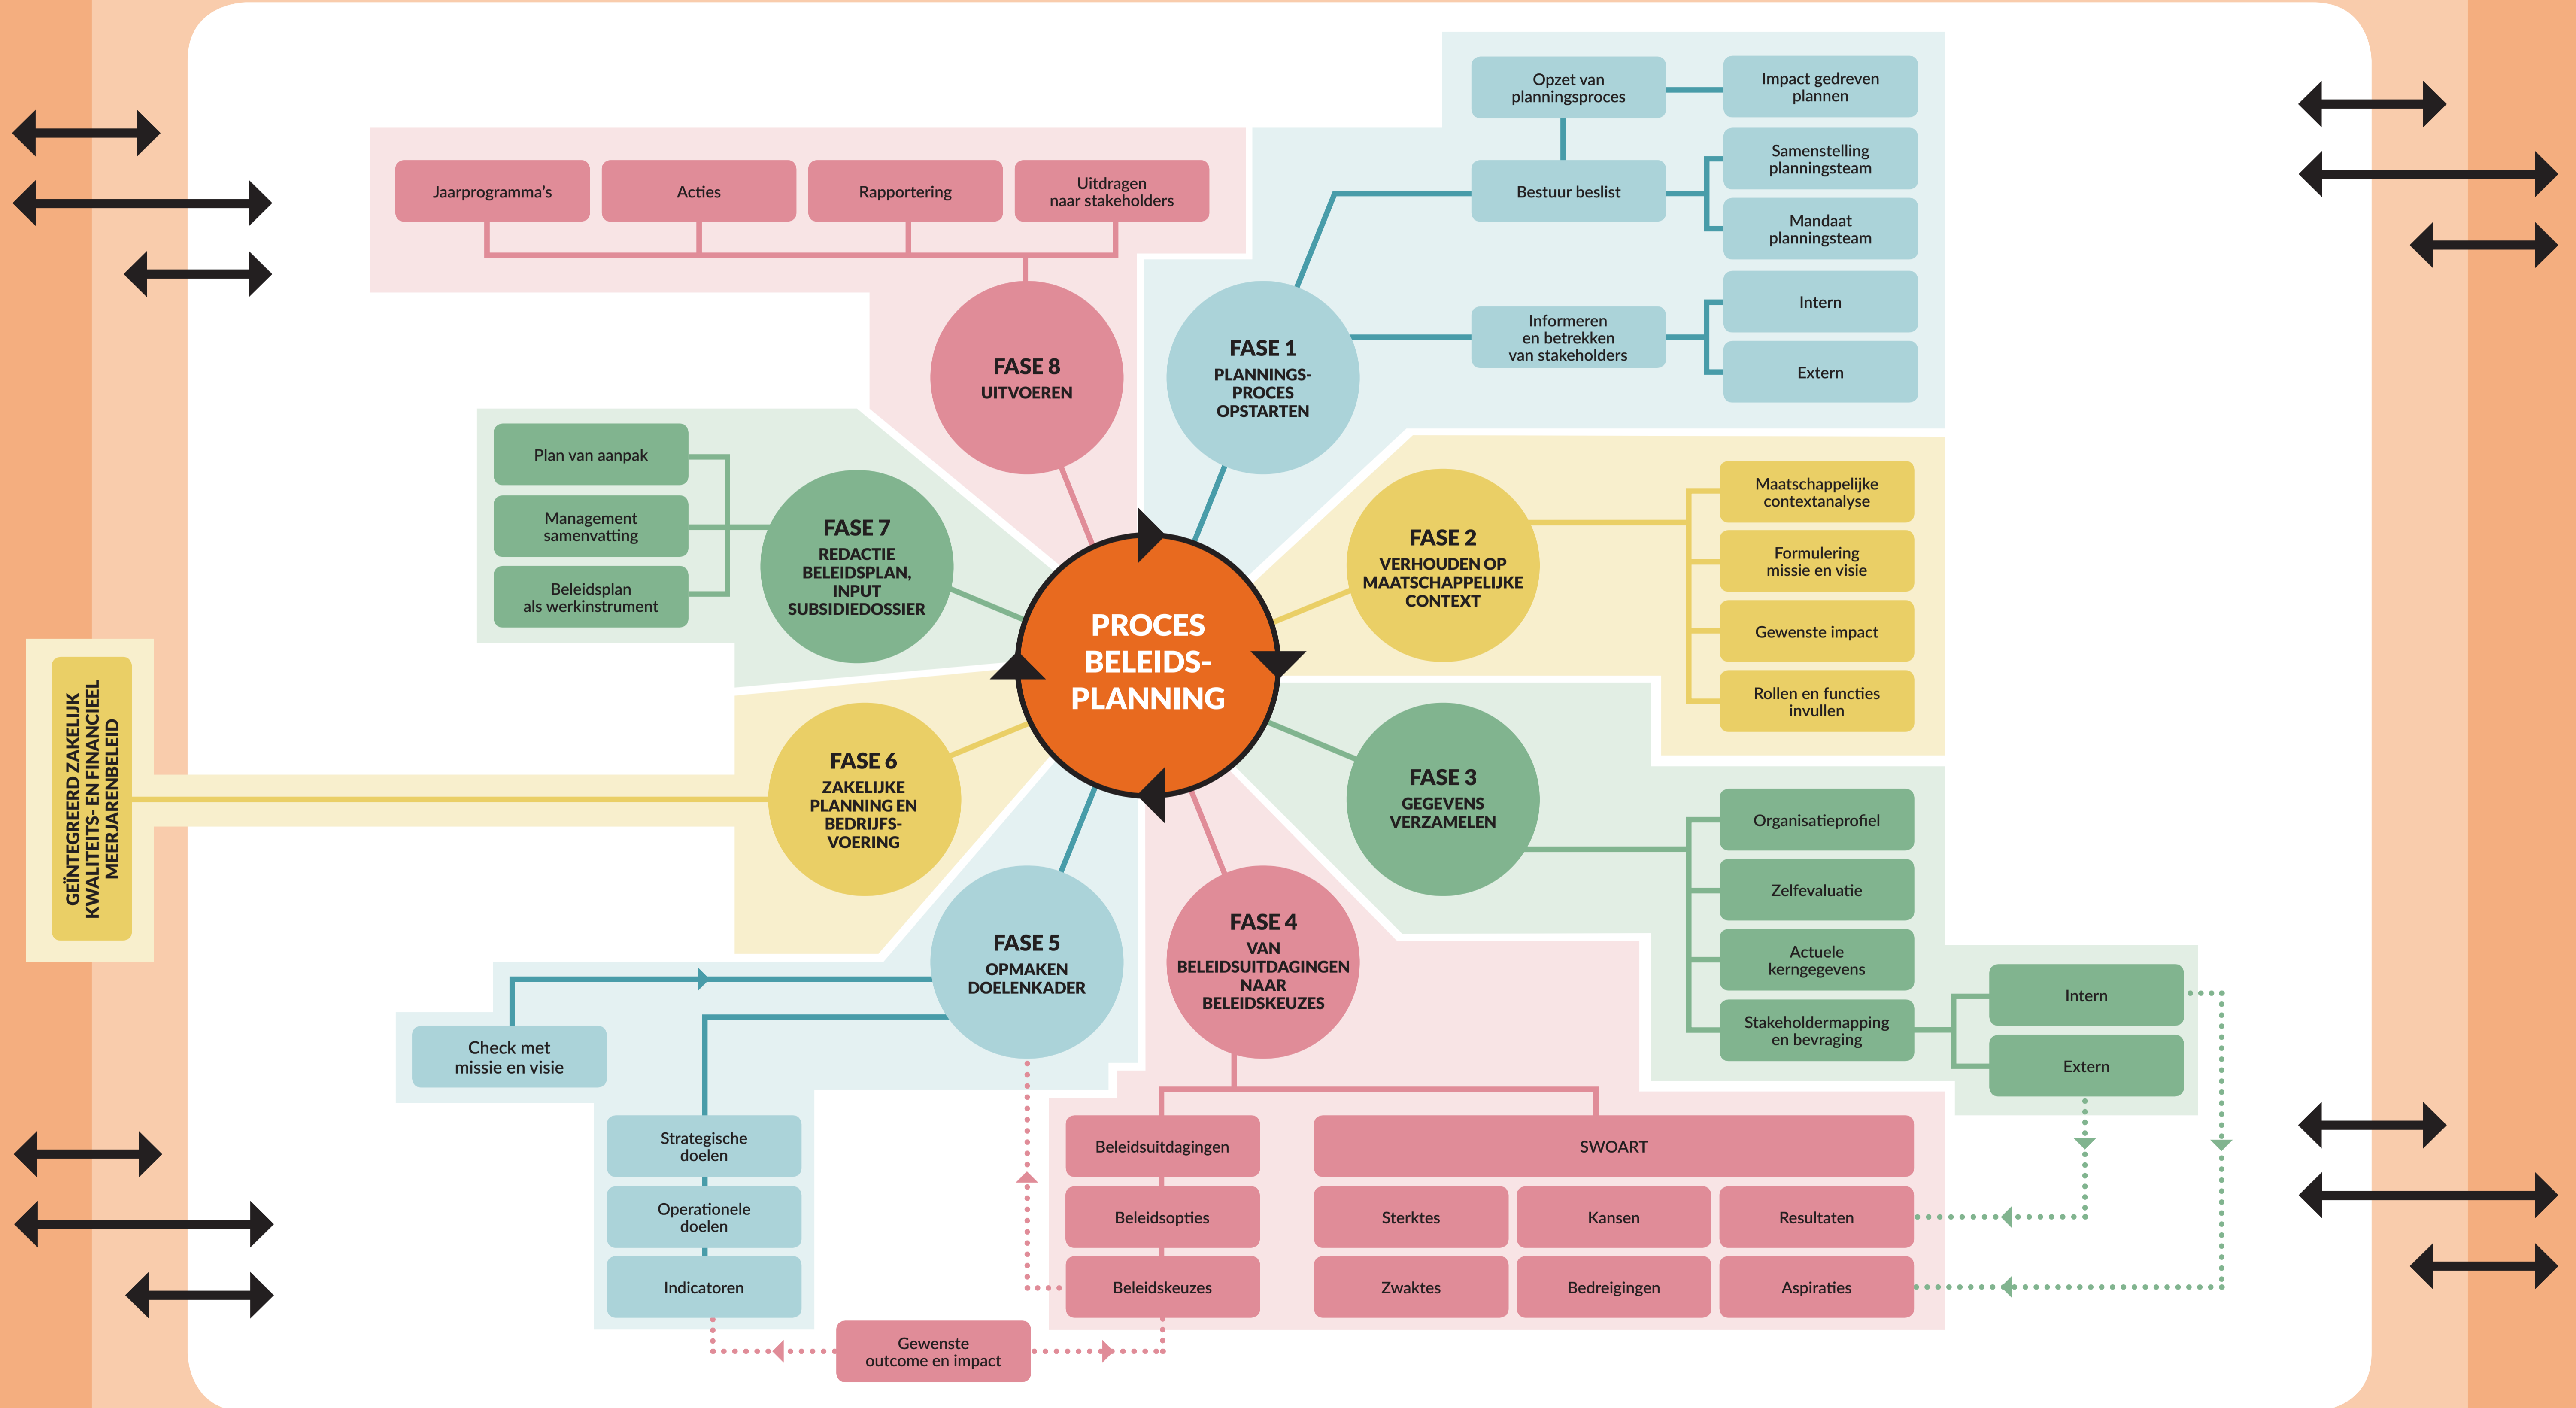 PROCES
BELEIDS-
PLANNING
FASE 1
PLANNINGS-
PROCES
OPSTARTEN
Opzet van
planningsproces
Impact gedreven
plannen
Bestuur beslist
Samenstelling
planningsteam
Mandaat
planningsteam
Informeren
en betrekken
van stakeholders
Intern
Extern
FASE 2
VERHOUDEN OP
MAATSCHAPPELIJKE
CONTEXT
Maatschappelijke
contextanalyse
Formulering
missie en visie
Gewenste impact
Rollen en functies
invullen
FASE 3
GEGEVENS
VERZAMELEN
Organisatieprofiel
Zelfevaluatie
Actuele
kerngegevens
Stakeholdermapping
en bevraging
Intern
Extern
FASE 4
VAN
BELEIDSUITDAGINGEN
NAAR
BELEIDSKEUZES
Beleidsuitdagingen
Beleidsopties
Beleidskeuzes
SWOART
Sterktes
Kansen
Resultaten
Zwaktes
Bedreigingen
Aspiraties
Gewenste
outcome en impact
FASE 5
OPMAKEN
DOELENKADER
Check met
missie en visie
Strategische
doelen
Operationele
doelen
Indicatoren
FASE 6
ZAKELIJKE
PLANNING EN
BEDRIJFS-
VOERING
GEÏNTEGREERD ZAKELIJK
KWALITEITS- EN FINANCIEEL
MEERJARENBELEID
FASE 7
REDACTIE
BELEIDSPLAN,
INPUT
SUBSIDIEDOSSIER
Plan van aanpak
Management
samenvatting
Beleidsplan
als werkinstrument
FASE 8
UITVOEREN
Jaarprogramma's
Acties
Rapportering
Uitdragen
naar stakeholders